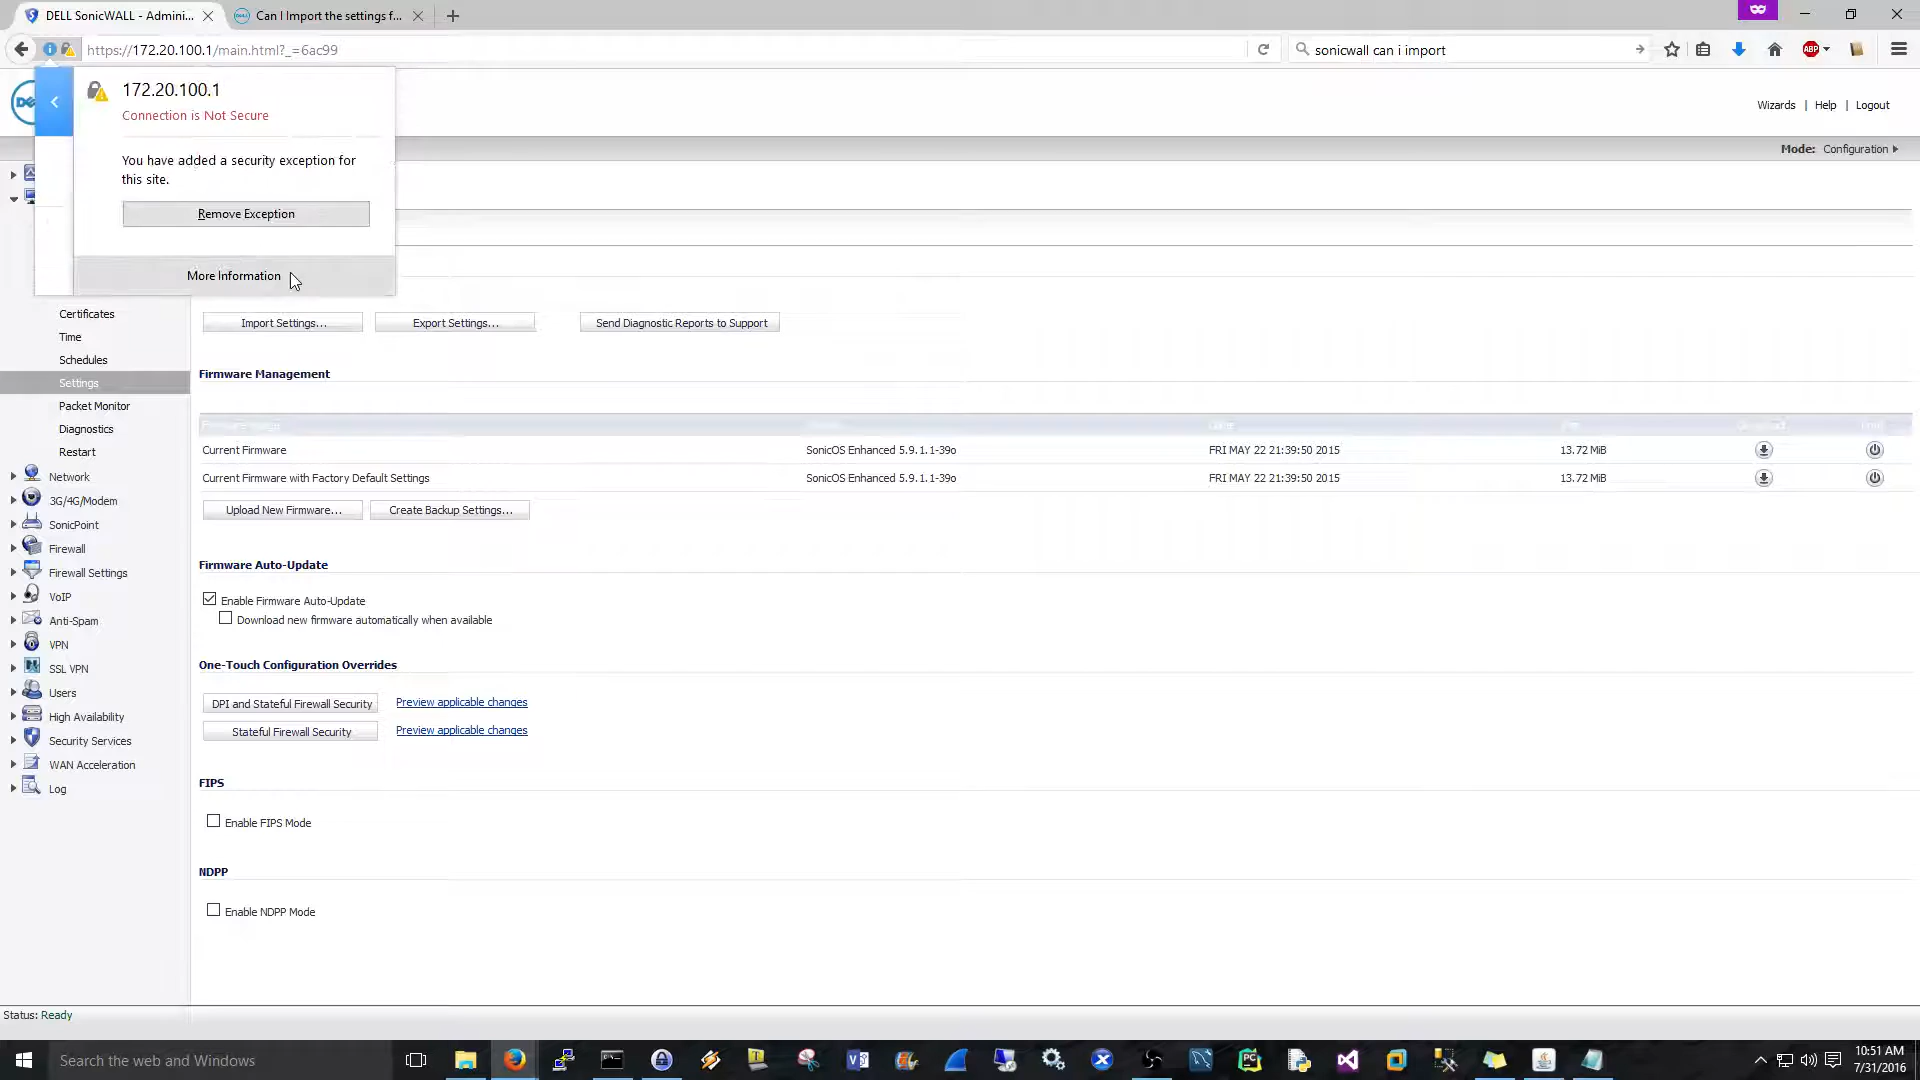 DELL SonicWALL - Admini...
Can I Import the settings f...
https://172.20.100.1/main.html?_=6ac99
sonicwall can i import
ABP
172.20.100.1
Connection is Not Secure
You have added a security exception for
this site.
Remove Exception
More Information
Wizards | Help | Logout
Mode: Configuration
Certificates
Time
Schedules
Settings
Packet Monitor
Diagnostics
Restart
Network
3G/4G/Modem
SonicPoint
Firewall
Firewall Settings
VoIP
Anti-Spam
VPN
SSL VPN
Users
High Availability
Security Services
WAN Acceleration
Log
Import Settings... Export Settings... Send Diagnostic Reports to Support
Firmware Management
Current Firmware SonicOS Enhanced 5.9.1.1-39o FRI MAY 22 21:39:50 2015 13.72 MiB
Current Firmware with Factory Default Settings SonicOS Enhanced 5.9.1.1-39o FRI MAY 22 21:39:50 2015 13.72 MiB
Upload New Firmware... Create Backup Settings...
Firmware Auto-Update
Enable Firmware Auto-Update
Download new firmware automatically when available
One-Touch Configuration Overrides
DPI and Stateful Firewall Security Preview applicable changes
Stateful Firewall Security Preview applicable changes
FIPS
Enable FIPS Mode
NDPP
Enable NDPP Mode
Status: Ready
Search the web and Windows
10:51 AM
7/31/2016